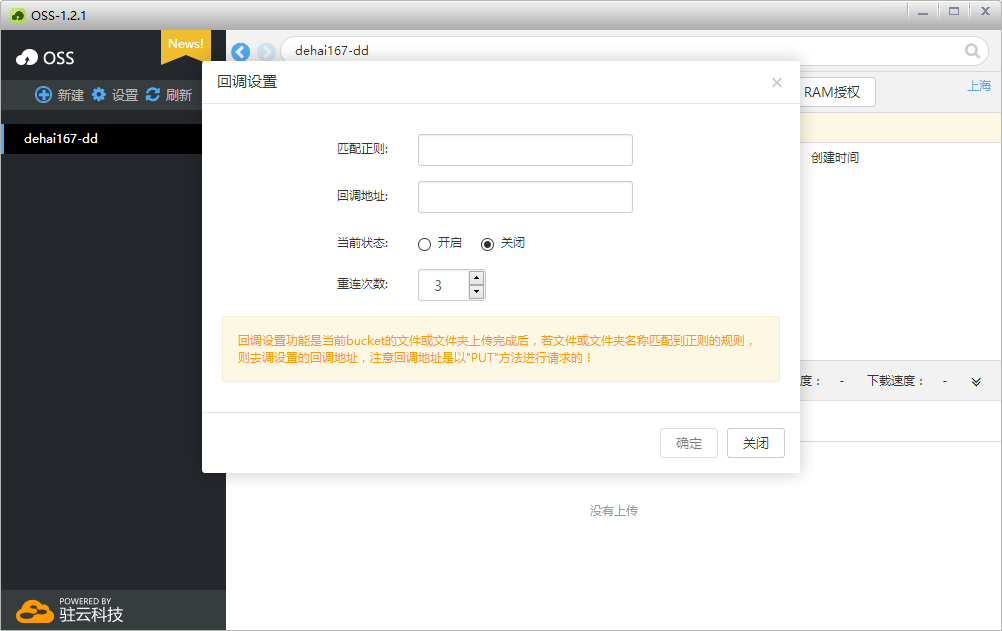 OSS-1.2.1
OSS
News!
dehai167-dd
新建 设置 刷新
RAM授权
上海
dehai167-dd
回调设置
创建时间
匹配正则:
回调地址:
当前状态: 开启 关闭
重连次数: 3
回调设置功能是当前bucket的文件或文件夹上传完成后，若文件或文件夹名称匹配到正则的规则，
则去调设置的回调地址，注意回调地址是以"PUT"方法进行请求的！
度： - 下载速度： -
确定 关闭
没有上传
POWERED BY
驻云科技